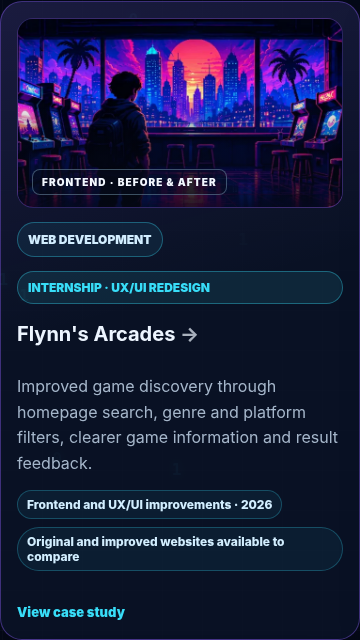 FRONTEND · BEFORE & AFTER
WEB DEVELOPMENT
INTERNSHIP · UX/UI REDESIGN
Flynn's Arcades →
Improved game discovery through
homepage search, genre and platform
filters, clearer game information and result
feedback.
Frontend and UX/UI improvements · 2026
Original and improved websites available to
compare
View case study